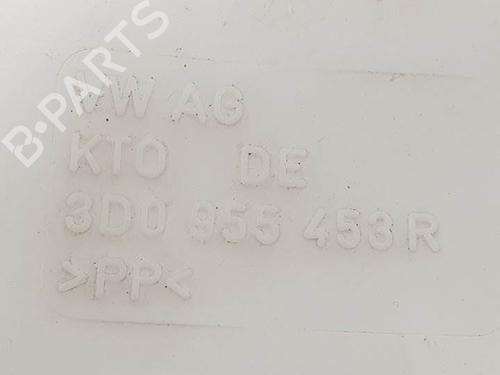 B-PARTS
VW AG
KTO DE
3D0 955 453 R
>PP<